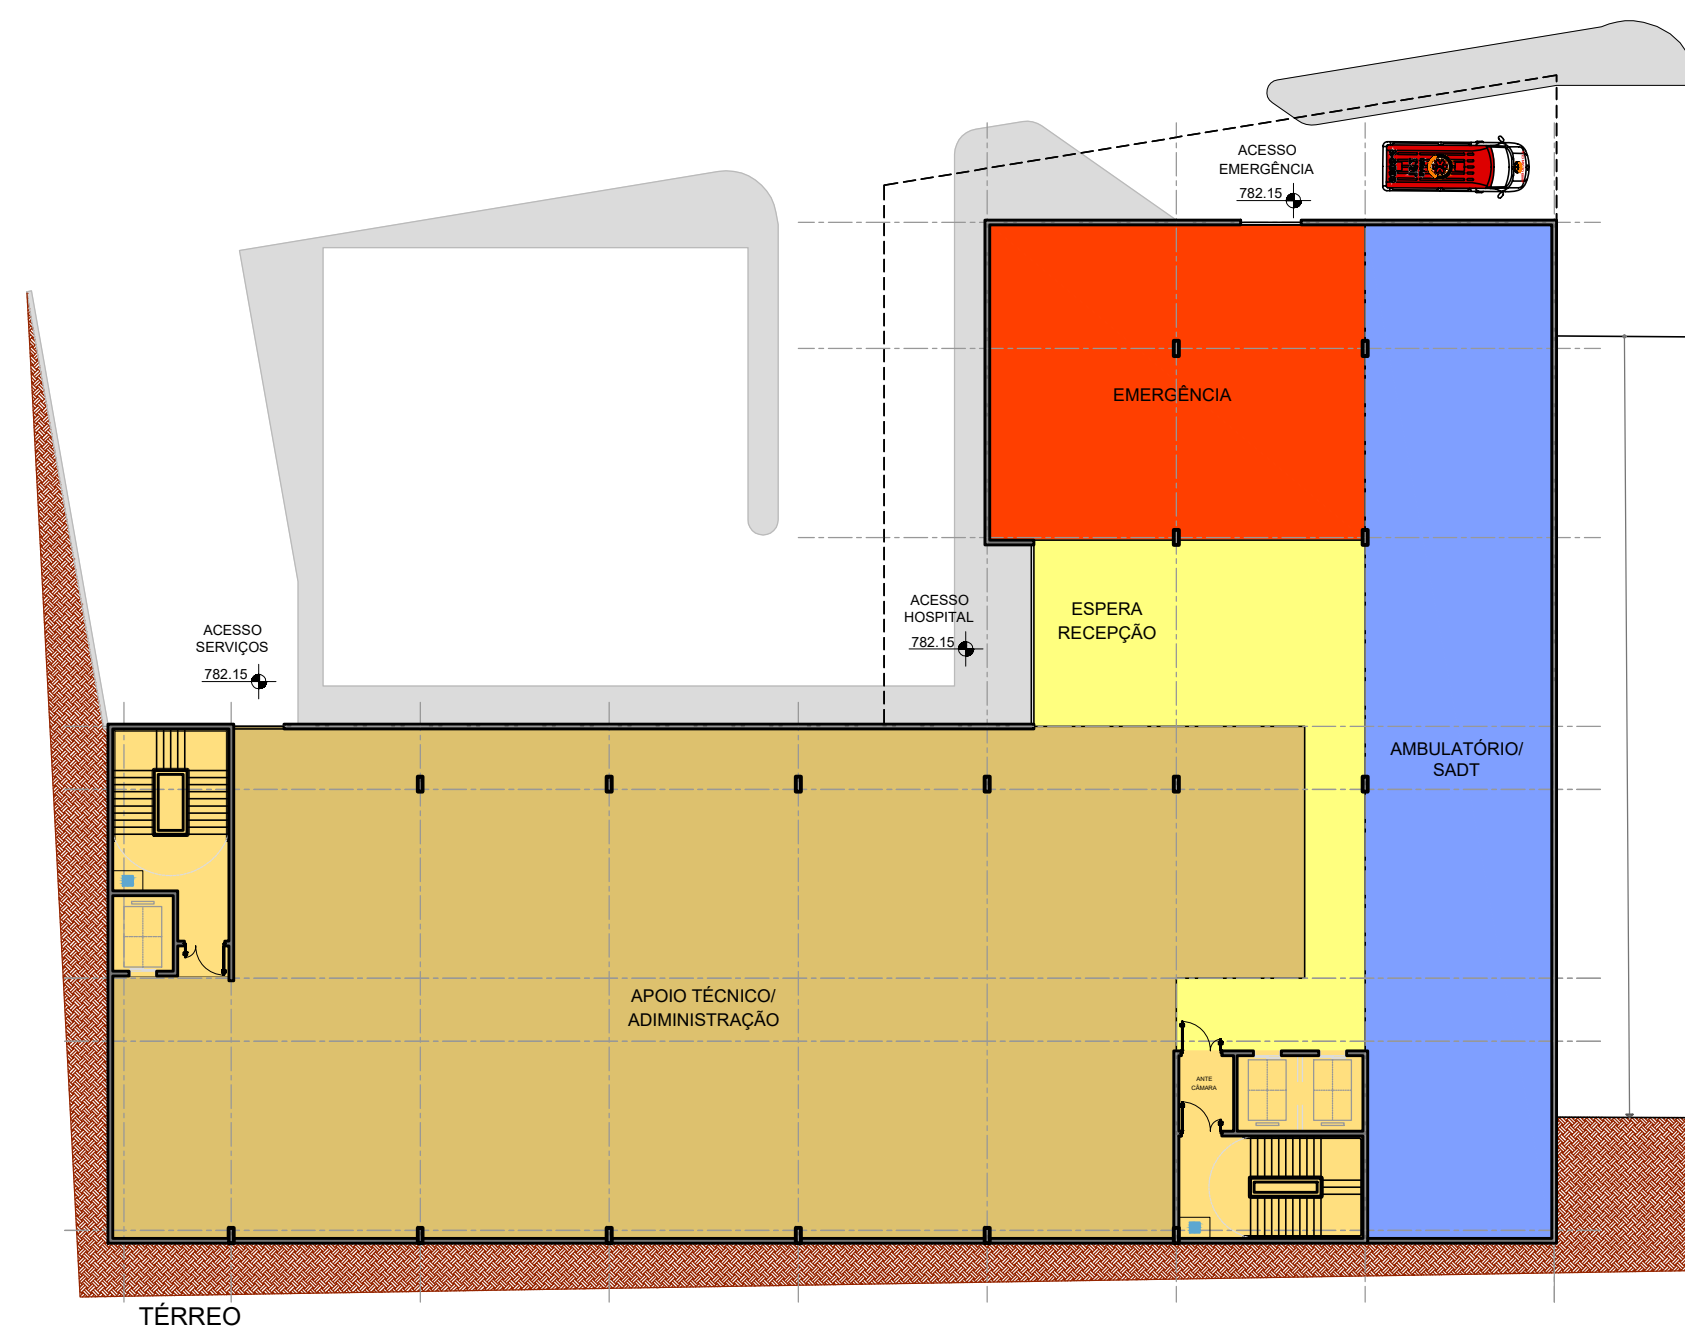 ACESSO
EMERGÊNCIA
782.15
EMERGÊNCIA
ACESSO
HOSPITAL
782.15
ESPERA
RECEPÇÃO
ACESSO
SERVIÇOS
782.15
AMBULATÓRIO/
SADT
APOIO TÉCNICO/
ADIMINISTRAÇÃO
ANTE
CÂMARA
TÉRREO